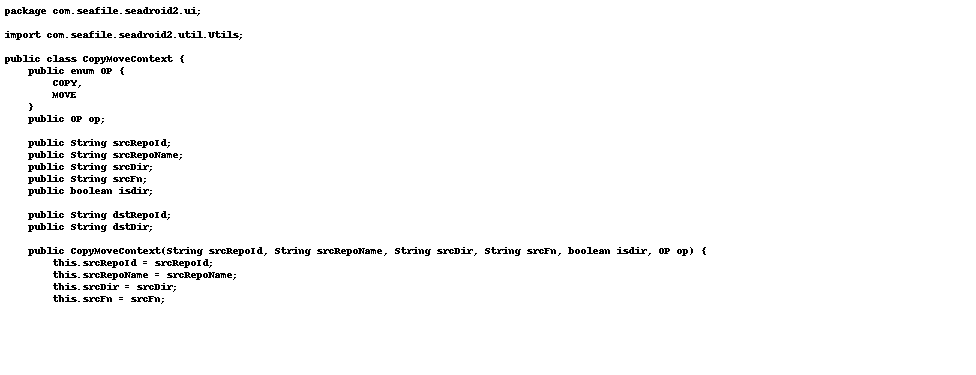 package com.seafile.seadroid2.ui;

import com.seafile.seadroid2.util.Utils;

public class CopyMoveContext {
    public enum OP {
        COPY,
        MOVE
    }
    public OP op;

    public String srcRepoId;
    public String srcRepoName;
    public String srcDir;
    public String srcFn;
    public boolean isdir;

    public String dstRepoId;
    public String dstDir;

    public CopyMoveContext(String srcRepoId, String srcRepoName, String srcDir, String srcFn, boolean isdir, OP op) {
        this.srcRepoId = srcRepoId;
        this.srcRepoName = srcRepoName;
        this.srcDir = srcDir;
        this.srcFn = srcFn;